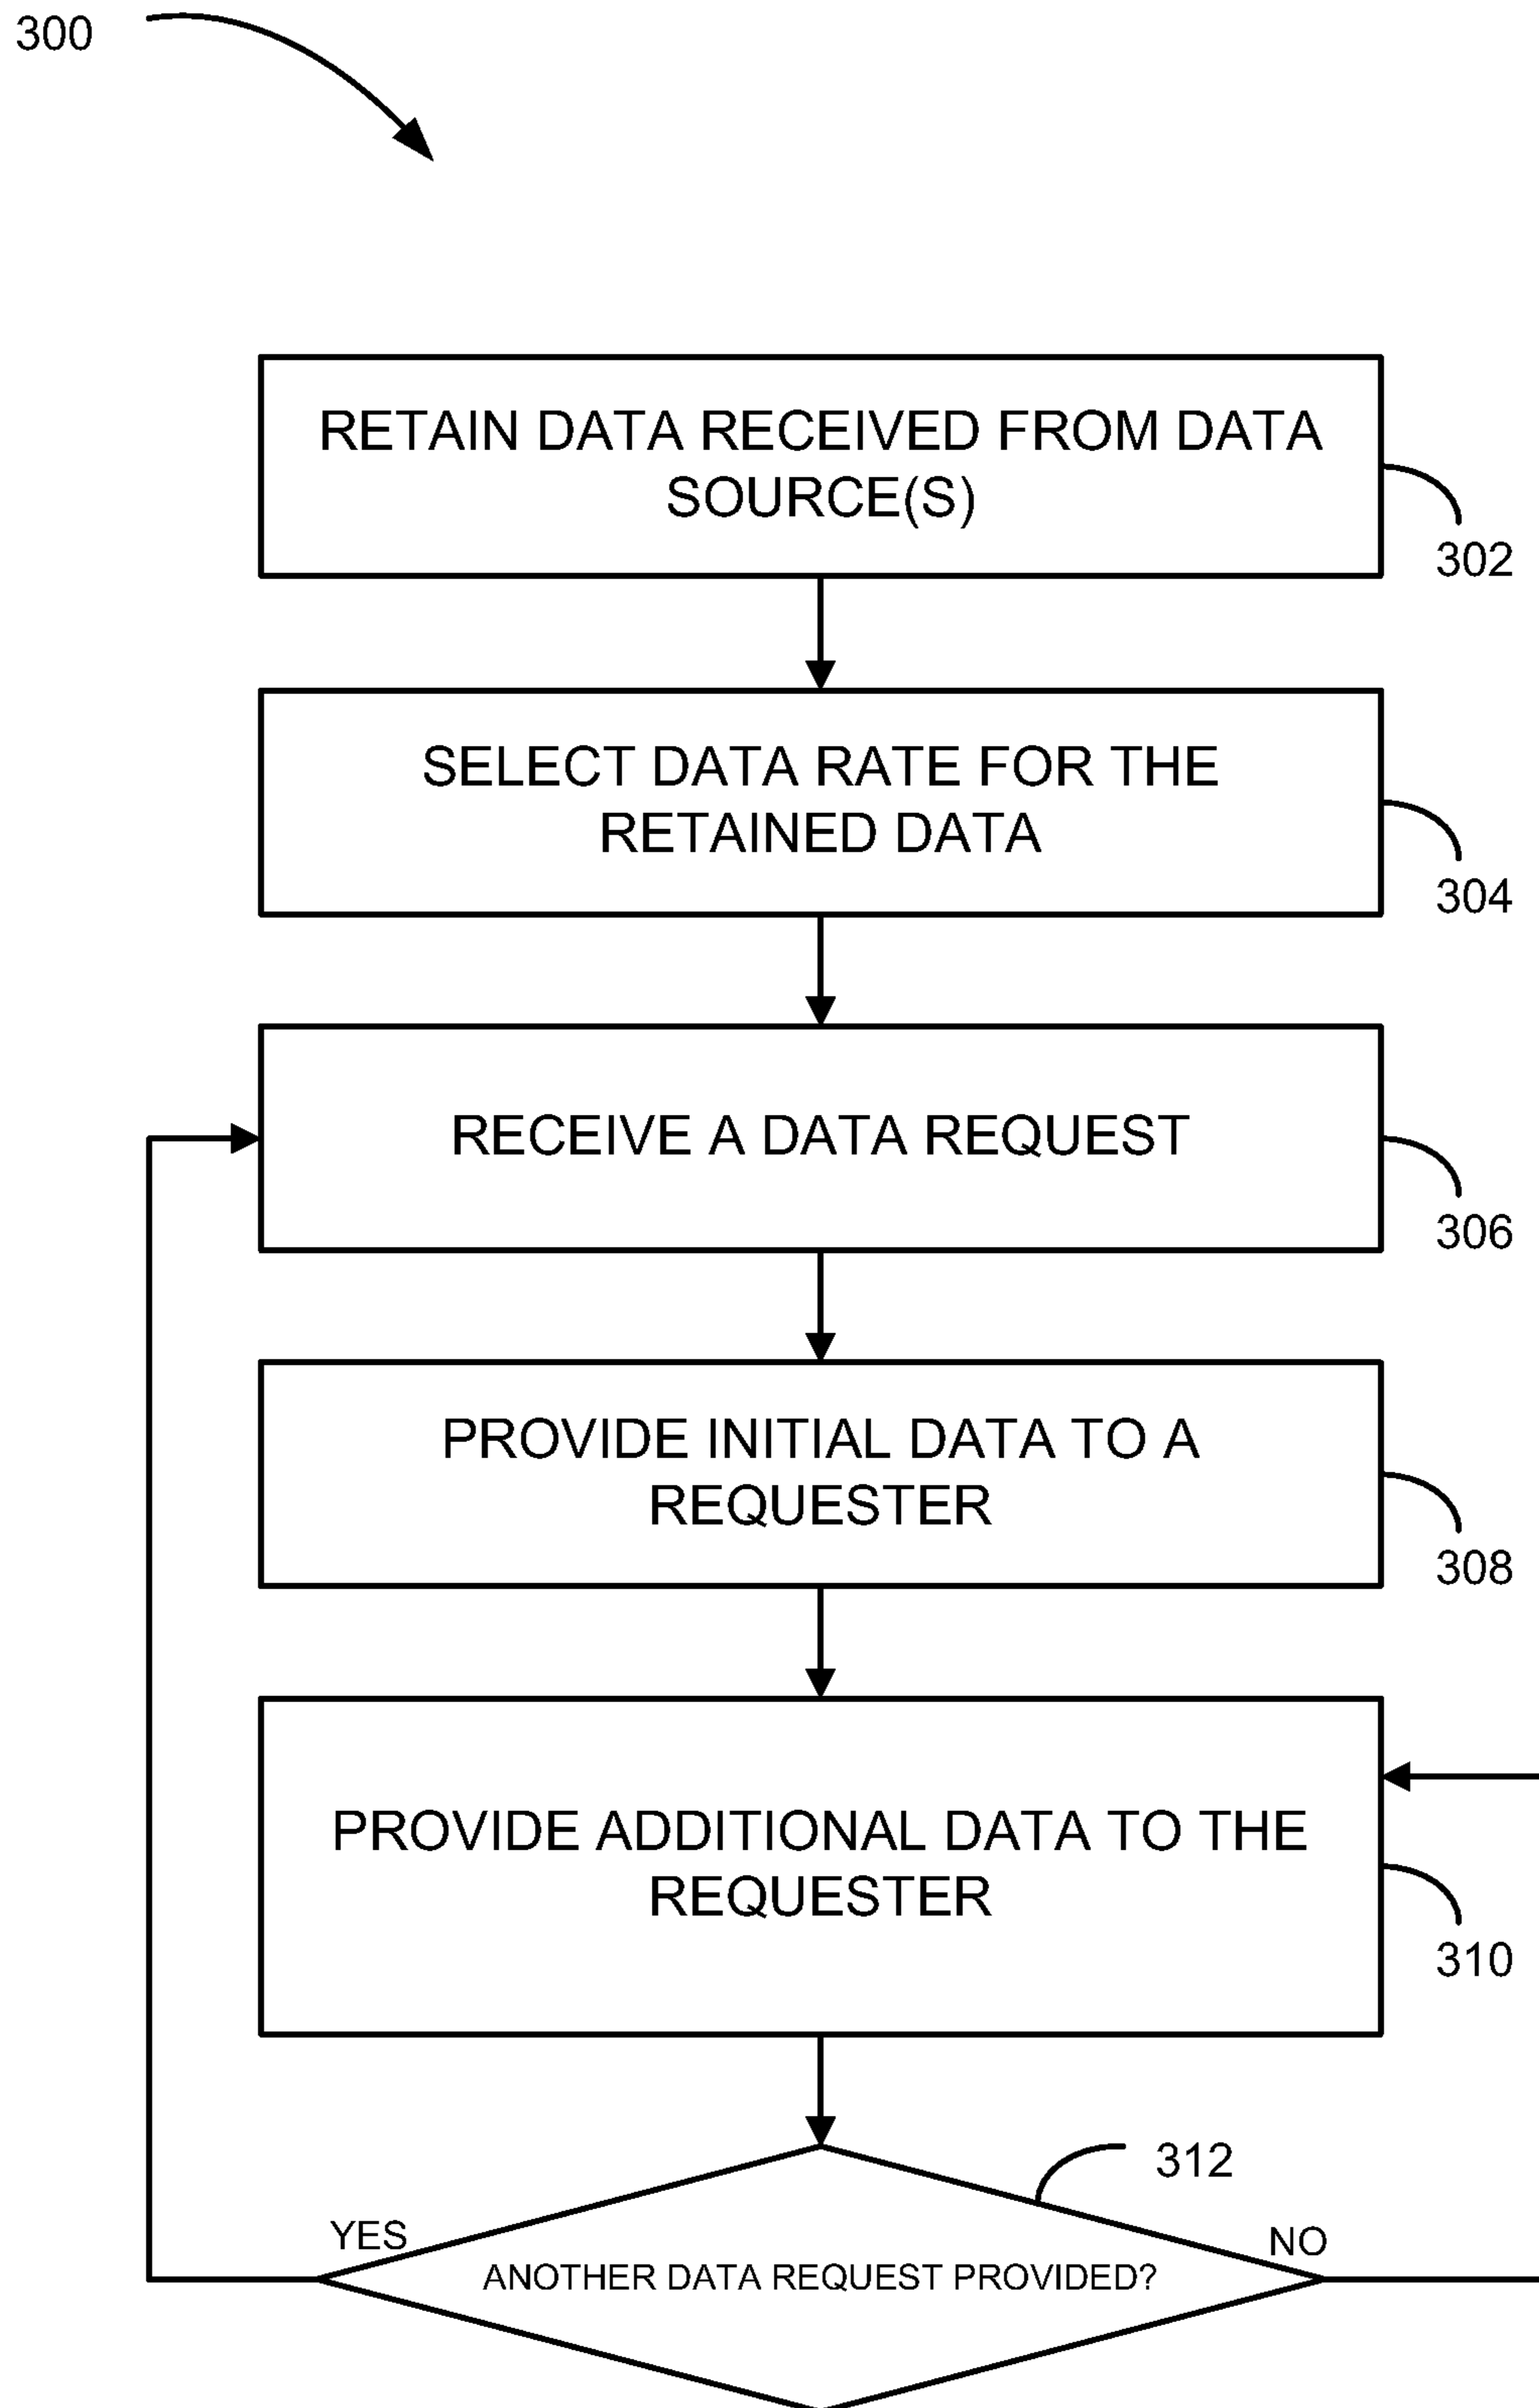 300
RETAIN DATA RECEIVED FROM DATA
SOURCE(S)
302
SELECT DATA RATE FOR THE
RETAINED DATA
304
RECEIVE A DATA REQUEST
306
PROVIDE INITIAL DATA TO A
REQUESTER
308
PROVIDE ADDITIONAL DATA TO THE
REQUESTER
310
312
YES
NO
ANOTHER DATA REQUEST PROVIDED?